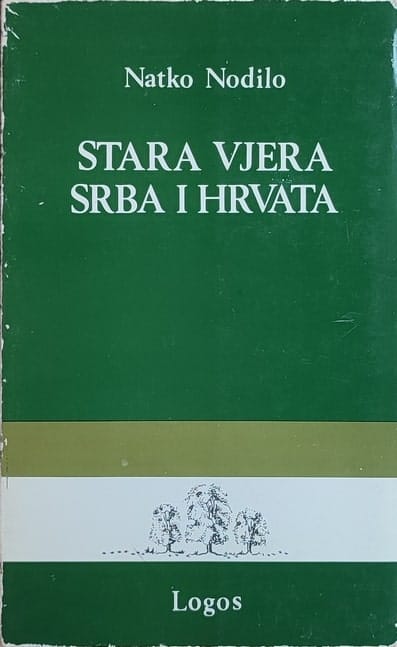 Natko Nodilo
STARA VJERA
SRBA I HRVATA
Logos